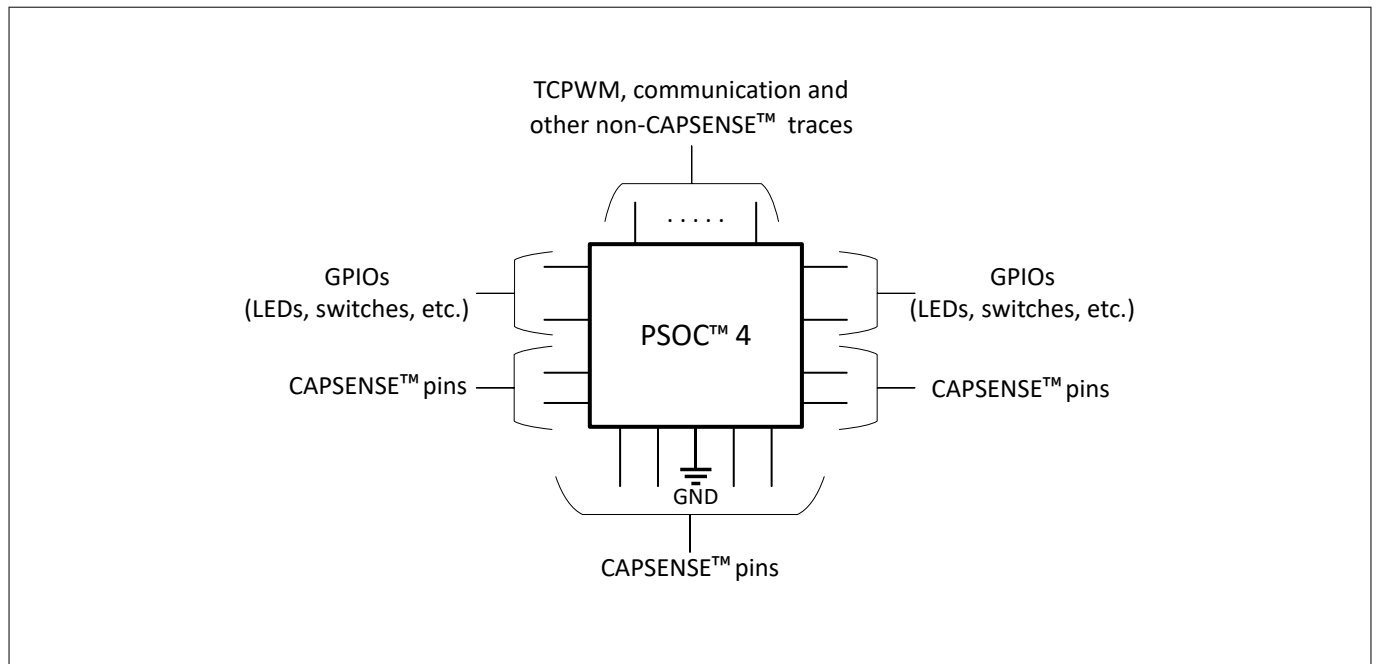 TCPWM, communication and
other non-CAPSENSE™ traces
. . . . .
GPIOs
(LEDs, switches, etc.)
GPIOs
(LEDs, switches, etc.)
PSOC™ 4
CAPSENSE™ pins
CAPSENSE™ pins
GND
CAPSENSE™ pins